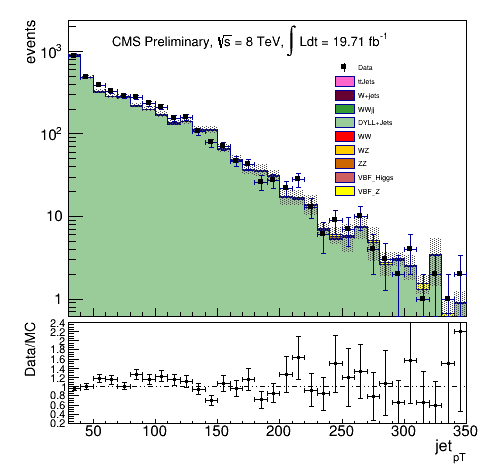 events
CMS Preliminary, √s = 8 TeV, ∫ Ldt = 19.71 fb⁻¹
Data
ttJets
W+jets
WWjj
DYLL+Jets
WW
WZ
ZZ
VBF_Higgs
VBF_Z
10³
10²
10
1
Data/MC
2.4
2.2
2
1.8
1.6
1.4
1.2
1
0.8
0.6
0.4
0.2
50 100 150 200 250 300 350
jet_pT